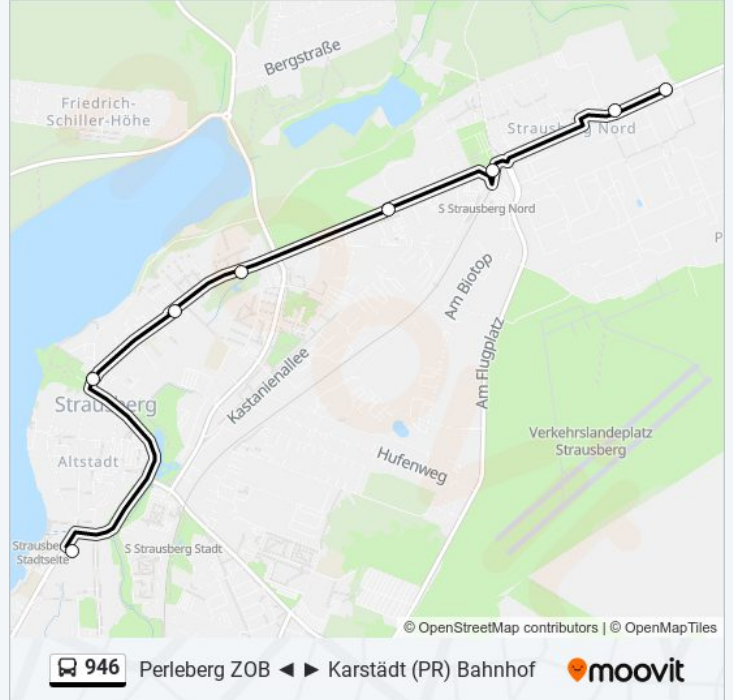 Bergstraße
Friedrich-
Schiller-Höhe
Strausberg Nord
S Strausberg Nord
P
Am Biotop
Am Flugplatz
Kastanienallee
Strausberg
Altstadt
Verkehrslandeplatz
Strausberg
Hufenweg
Strausbe
Stadtseite
S Strausberg Stadt
© OpenStreetMap contributors | © OpenMapTiles
946 Perleberg ZOB ◄ ► Karstädt (PR) Bahnhof moovit